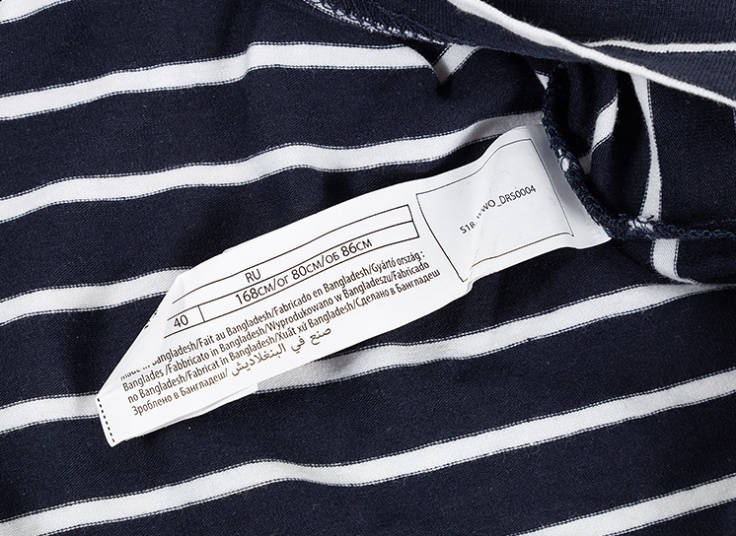 RU
40 168СМ/ОГ 80СМ/ОБ 86СМ
Made in Bangladesh/Fait au Bangladesh/Fabricado en Bangladesh/Gyártó ország :
Banglades /Fabbricato in Bangladesh/Wyprodukowano w Bangladeszu/Fabricado
no Bangladesh/Fabricat în Bangladesh/Xuất xứ Bangladesh/Сделано в Бангладеш
Зроблено в Бангладеш/ صنع في البنغلاديش
_DRS0004